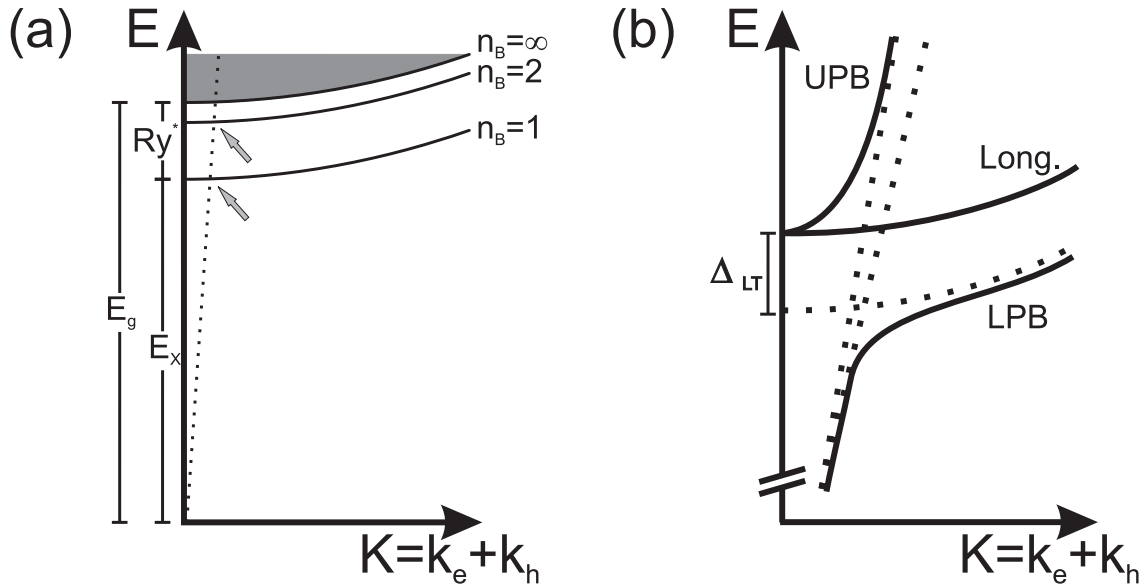 (a)
E
n_B=∞
n_B=2
n_B=1
Ry*
E_g
E_X
K=k_e+k_h
(b)
E
UPB
Long.
Δ_LT
LPB
K=k_e+k_h